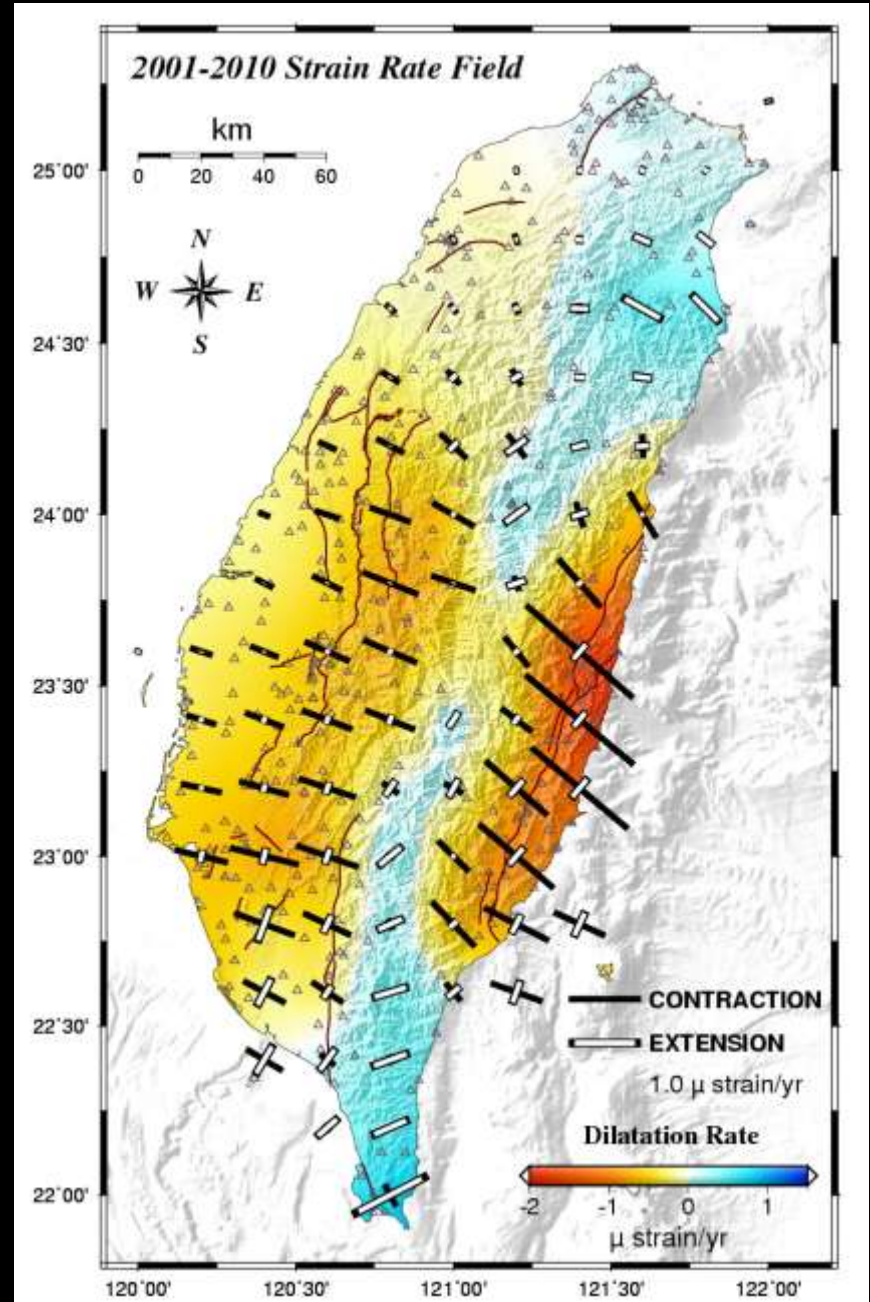 2001-2010 Strain Rate Field
km
0 20 40 60
N
W E
S
25°00'
24°30'
24°00'
23°30'
23°00'
22°30'
22°00'
CONTRACTION
EXTENSION
1.0 μ strain/yr
Dilatation Rate
-2 -1 0 1
μ strain/yr
120°00' 120°30' 121°00' 121°30' 122°00'